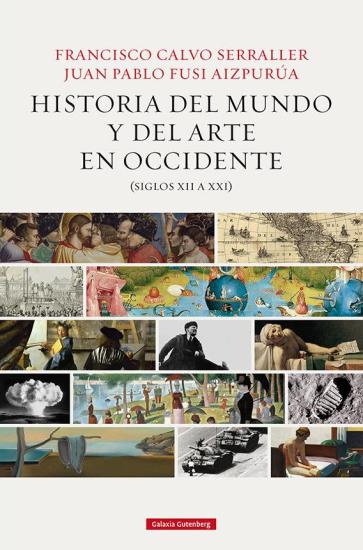 FRANCISCO CALVO SERRALLER
JUAN PABLO FUSI AIZPURÚA
HISTORIA DEL MUNDO
Y DEL ARTE
EN OCCIDENTE
(SIGLOS XII A XXI)
Galaxia Gutenberg